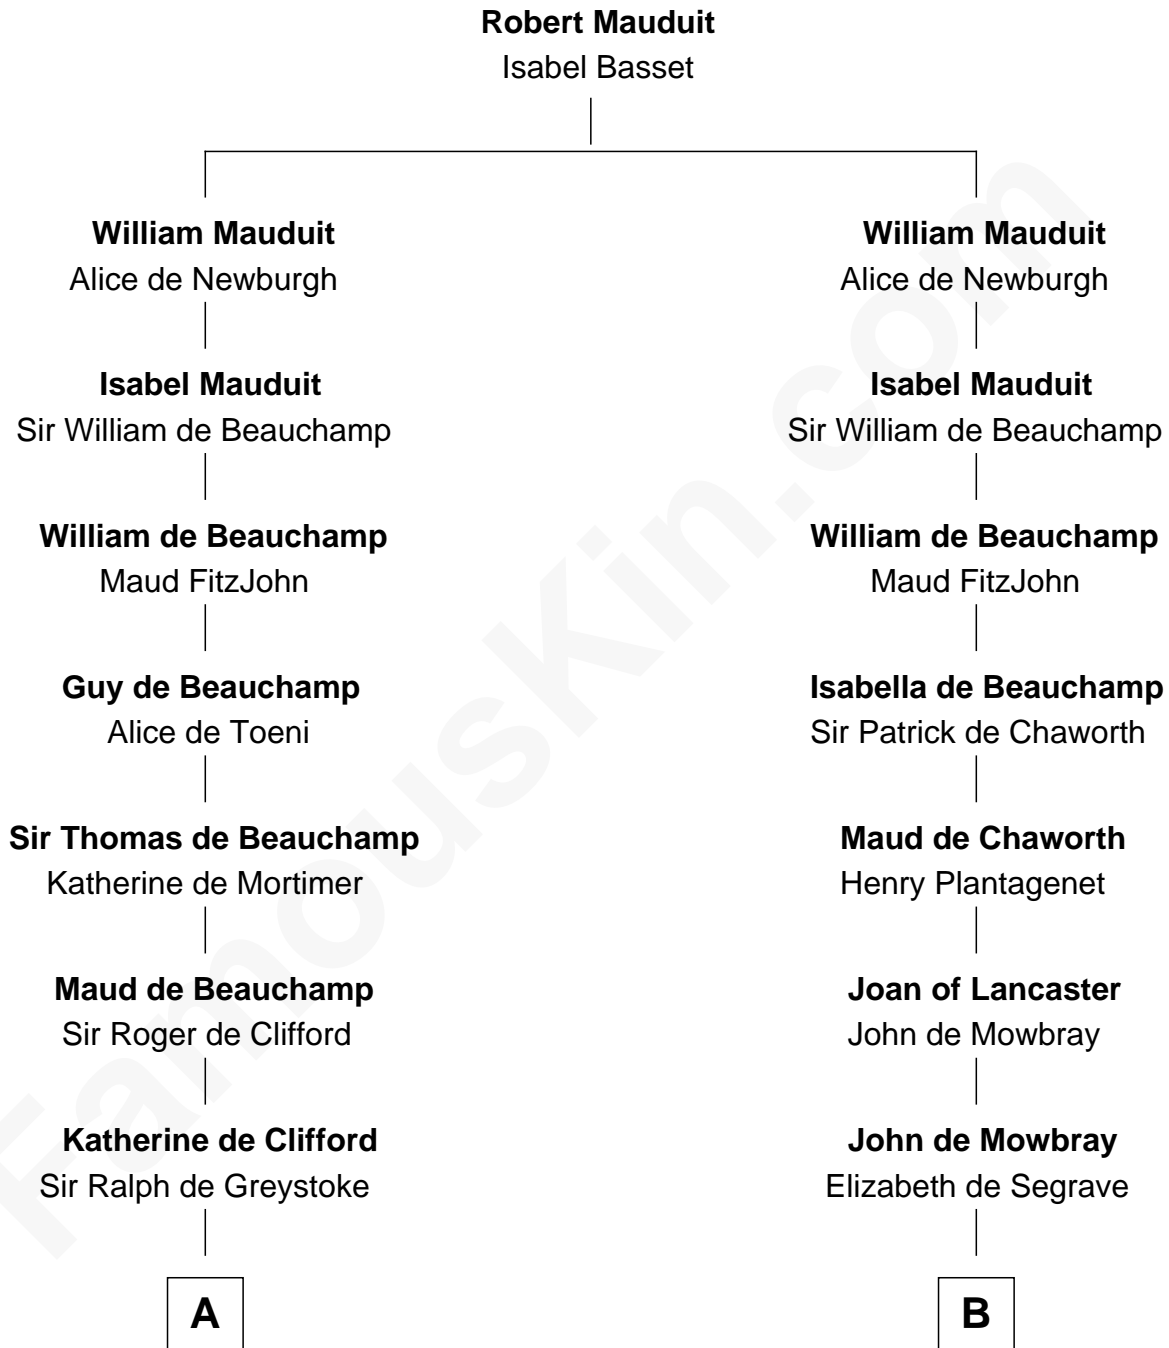 Robert Mauduit
Isabel Basset
William Mauduit
Alice de Newburgh
William Mauduit
Alice de Newburgh
Isabel Mauduit
Sir William de Beauchamp
Isabel Mauduit
Sir William de Beauchamp
William de Beauchamp
Maud FitzJohn
William de Beauchamp
Maud FitzJohn
Guy de Beauchamp
Alice de Toeni
Isabella de Beauchamp
Sir Patrick de Chaworth
Sir Thomas de Beauchamp
Katherine de Mortimer
Maud de Chaworth
Henry Plantagenet
Maud de Beauchamp
Sir Roger de Clifford
Joan of Lancaster
John de Mowbray
Katherine de Clifford
Sir Ralph de Greystoke
John de Mowbray
Elizabeth de Segrave
A
B
FamousKin.com